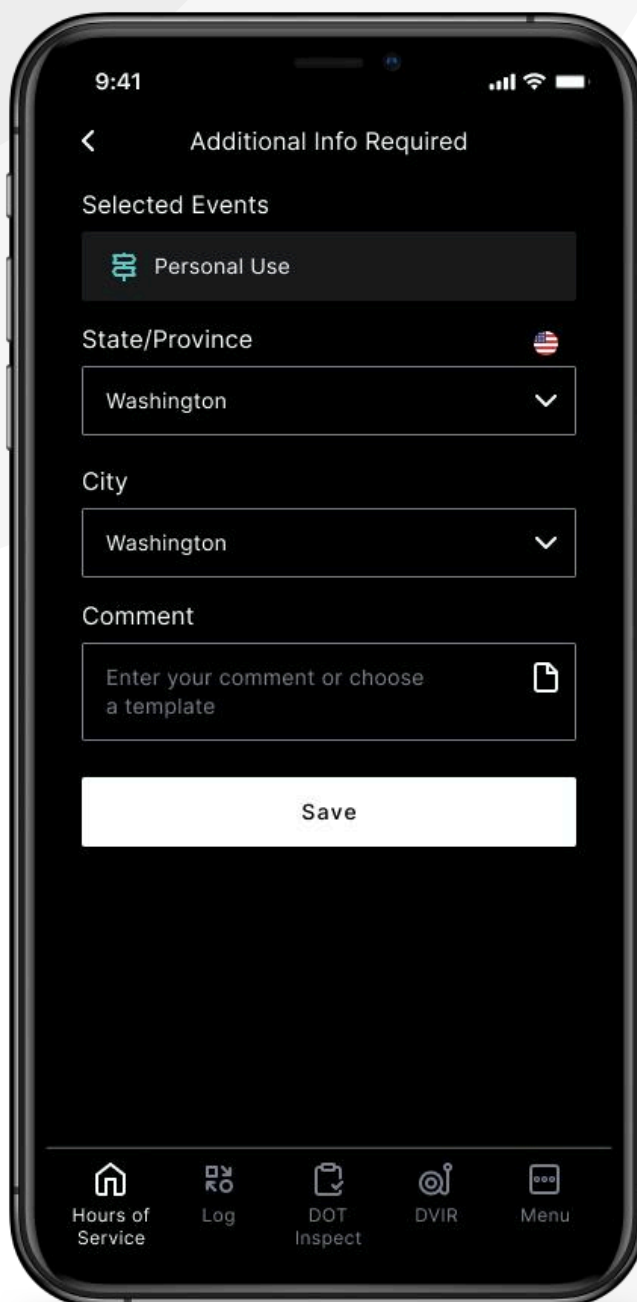 9:41
Additional Info Required
Selected Events
Personal Use
State/Province
Washington
City
Washington
Comment
Enter your comment or choose
a template
Save
Hours of
Service
Log
DOT
Inspect
DVIR
Menu